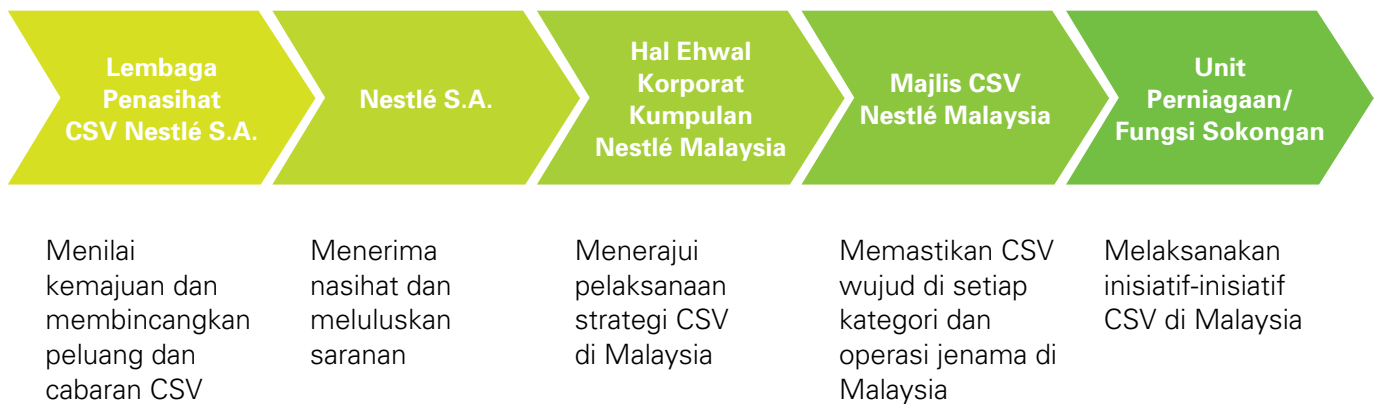 Lembaga
Penasihat
CSV Nestlé S.A.
Nestlé S.A.
Hal Ehwal
Korporat
Kumpulan
Nestlé Malaysia
Majlis CSV
Nestlé Malaysia
Unit
Perniagaan/
Fungsi Sokongan
Menilai
kemajuan dan
membincangkan
peluang dan
cabaran CSV
Menerima
nasihat dan
meluluskan
saranan
Menerajui
pelaksanaan
strategi CSV
di Malaysia
Memastikan CSV
wujud di setiap
kategori dan
operasi jenama di
Malaysia
Melaksanakan
inisiatif-inisiatif
CSV di Malaysia